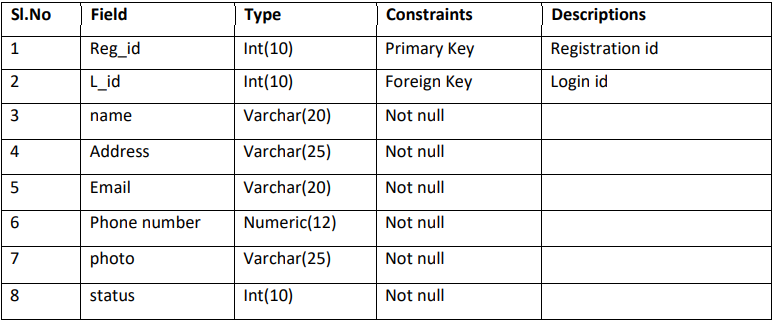 Sl.No Field Type Constraints Descriptions
1 Reg_id Int(10) Primary Key Registration id
2 L_id Int(10) Foreign Key Login id
3 name Varchar(20) Not null
4 Address Varchar(25) Not null
5 Email Varchar(20) Not null
6 Phone number Numeric(12) Not null
7 photo Varchar(25) Not null
8 status Int(10) Not null